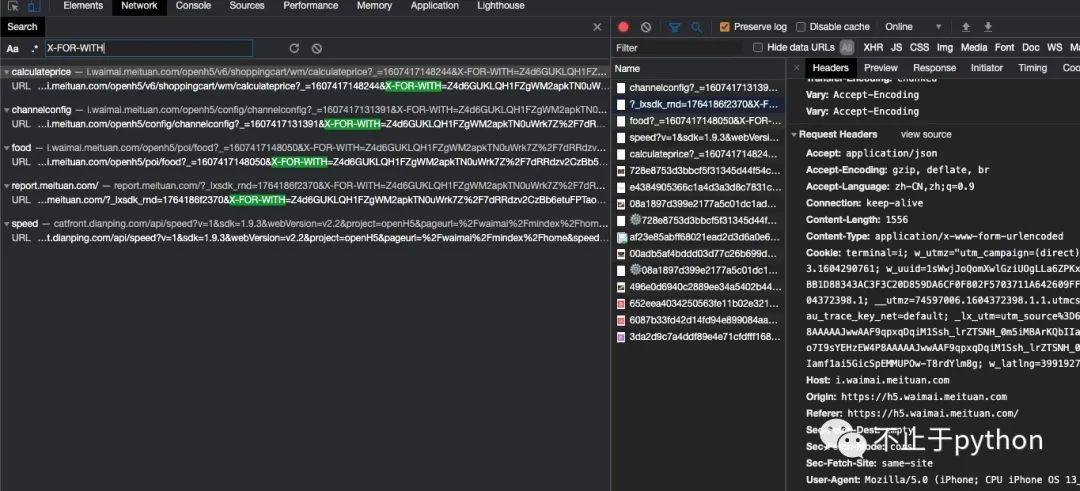 Elements Network Console Sources Performance Memory Application Lighthouse
Search
Preserve log Disable cache Online
Aa .* X-FOR-WITH
Filter Hide data URLs All XHR JS CSS Img Media Font Doc WS M
Name
Headers Preview Response Initiator Timing Coo
calculateprice — i.waimai.meituan.com/openh5/v6/shoppingcart/wm/calculateprice?_=1607417148244&X-FOR-WITH=Z4d6GUKLQH1FZgWM2apkTN0uWrk7Z...
URL ...i.meituan.com/openh5/v6/shoppingcart/wm/calculateprice?_=1607417148244&X-FOR-WITH=Z4d6GUKLQH1FZgWM2apkTN0uW...
channelconfig — i.waimai.meituan.com/openh5/config/channelconfig?_=1607417131391&X-FOR-WITH=Z4d6GUKLQH1FZgWM2apkTN0uWrk7Z%2F7d...
URL ...i.meituan.com/openh5/config/channelconfig?_=1607417131391&X-FOR-WITH=Z4d6GUKLQH1FZgWM2apkTN0uWrk7Z%2F7dR...
food — i.waimai.meituan.com/openh5/poi/food?_=1607417148050&X-FOR-WITH=Z4d6GUKLQH1FZgWM2apkTN0uWrk7Z%2F7dRRdzv...
URL ...i.meituan.com/openh5/poi/food?_=1607417148050&X-FOR-WITH=Z4d6GUKLQH1FZgWM2apkTN0uWrk7Z%2F7dRRdzv2CzBb5...
report.meituan.com/ — report.meituan.com/?_lxsdk_rnd=1764186f2370&X-FOR-WITH=Z4d6GUKLQH1FZgWM2apkTN0uWrk7Z%2F7d...
URL ...meituan.com/?_lxsdk_rnd=1764186f2370&X-FOR-WITH=Z4d6GUKLQH1FZgWM2apkTN0uWrk7Z%2F7dRRdzv2CzBb6etuFPTao...
speed — catfront.dianping.com/api/speed?v=1&sdk=1.9.3&webVersion=v2.2&project=openH5&pageurl=%2Fwaimai%2Fmindex%2Fhom...
URL ...t.dianping.com/api/speed?v=1&sdk=1.9.3&webVersion=v2.2&project=openH5&pageurl=%2Fwaimai%2Fmindex%2Fhome&speed...
channelconfig?_=160741713139...
?_lxsdk_rnd=1764186f2370&X-F...
food?_=1607417148050&X-FOR-...
speed?v=1&sdk=1.9.3&webVersio...
calculateprice?_=160741714824...
728e8753d3bbcf5f31345d44f54c...
e4384905366c1a4d3a3d8c7831c...
08a1897d399e2177a5c01dc1ad...
728e8753d3bbcf5f31345d44f5...
af23e85abff68021ead2d3d6a0e6...
00adb5af4bddd03d77c26b699d...
08a1897d399e2177a5c01dc1...
496e0d6940c2889ee34a5402b44...
652eea4034250563fe11b02e321...
6087b33fd42d14fd94e899084aa...
3da2d9c7a4ddf89e4e71cfdfff168...
Transfer-Encoding: chunked
Vary: Accept-Encoding
Vary: Accept-Encoding
Request Headers view source
Accept: application/json
Accept-Encoding: gzip, deflate, br
Accept-Language: zh-CN,zh;q=0.9
Connection: keep-alive
Content-Length: 1556
Content-Type: application/x-www-form-urlencoded
Cookie: terminal=i; w_utmz="utm_campaign=(direct)
3.1604290761; w_uuid=1sWwjJoQomXwlGziUOgLLa6ZPKx
BB1D88343AC3F3C20D859DA6CF0F802F5703711A642609FF
04372398.1; __utmz=74597006.1604372398.1.1.utmcs
au_trace_key_net=default; _lx_utm=utm_source%3D6
8AAAAAJwwAAF9qpxqDqiM1Ssh_lrZTSNH_0m5iMBArKQbIIa
o7I9sYEHzEW4P8AAAAAJwwAAF9qpxqDqiM1Ssh_lrZTSNH_0
Iamf1ai5GicSpEMMUPOw-T8rdYlm8g; w_latlng=3991927
Host: i.waimai.meituan.com
Origin: https://h5.waimai.meituan.com
Referer: https://h5.waimai.meituan.com/
Sec-Fetch-Dest: empty
Sec-Fetch-Mode: cors
Sec-Fetch-Site: same-site
User-Agent: Mozilla/5.0 (iPhone; CPU iPhone OS 13_
不止于python